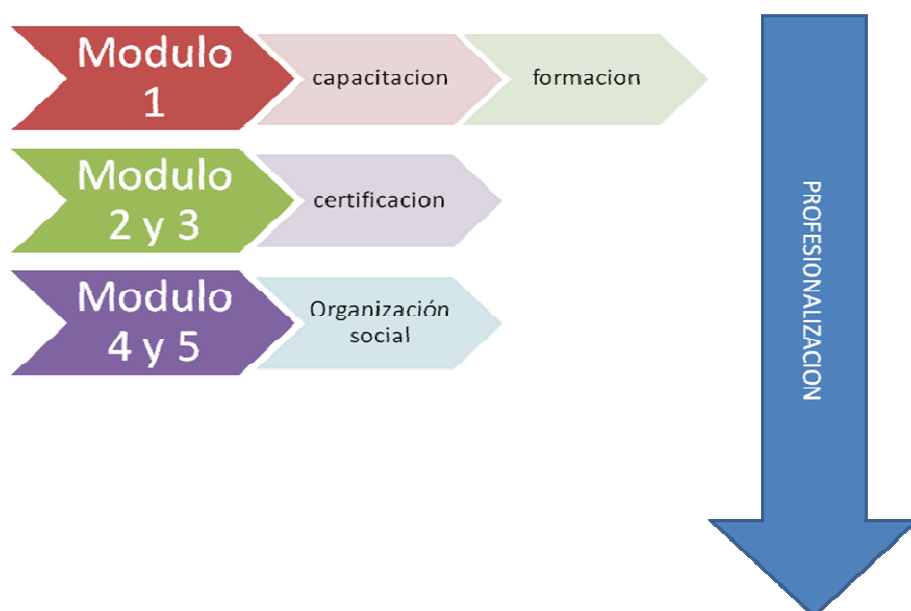 Modulo
1
capacitacion
formacion
Modulo
2 y 3
certificacion
Modulo
4 y 5
Organización
social
PROFESIONALIZACION